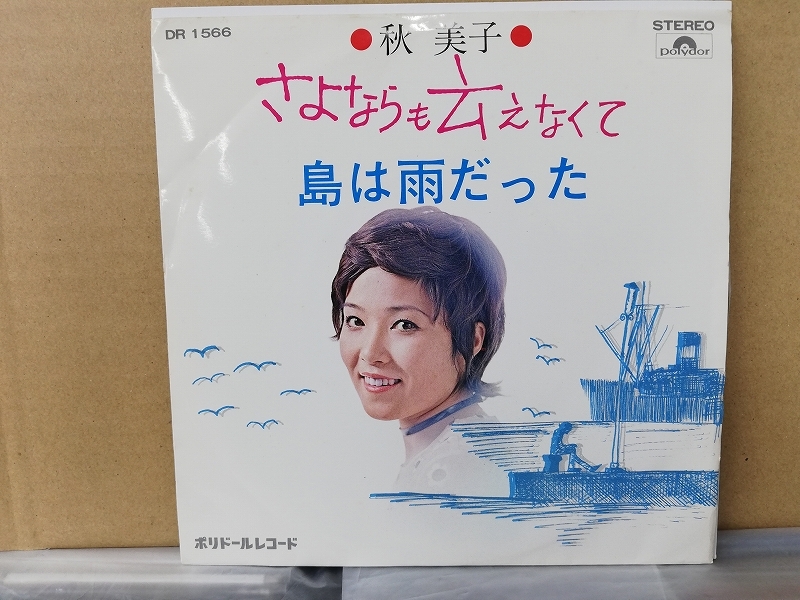 DR 1566
●秋 美子●
STEREO
Polydor
さよならも云えなくて
島は雨だった
ポリドールレコード